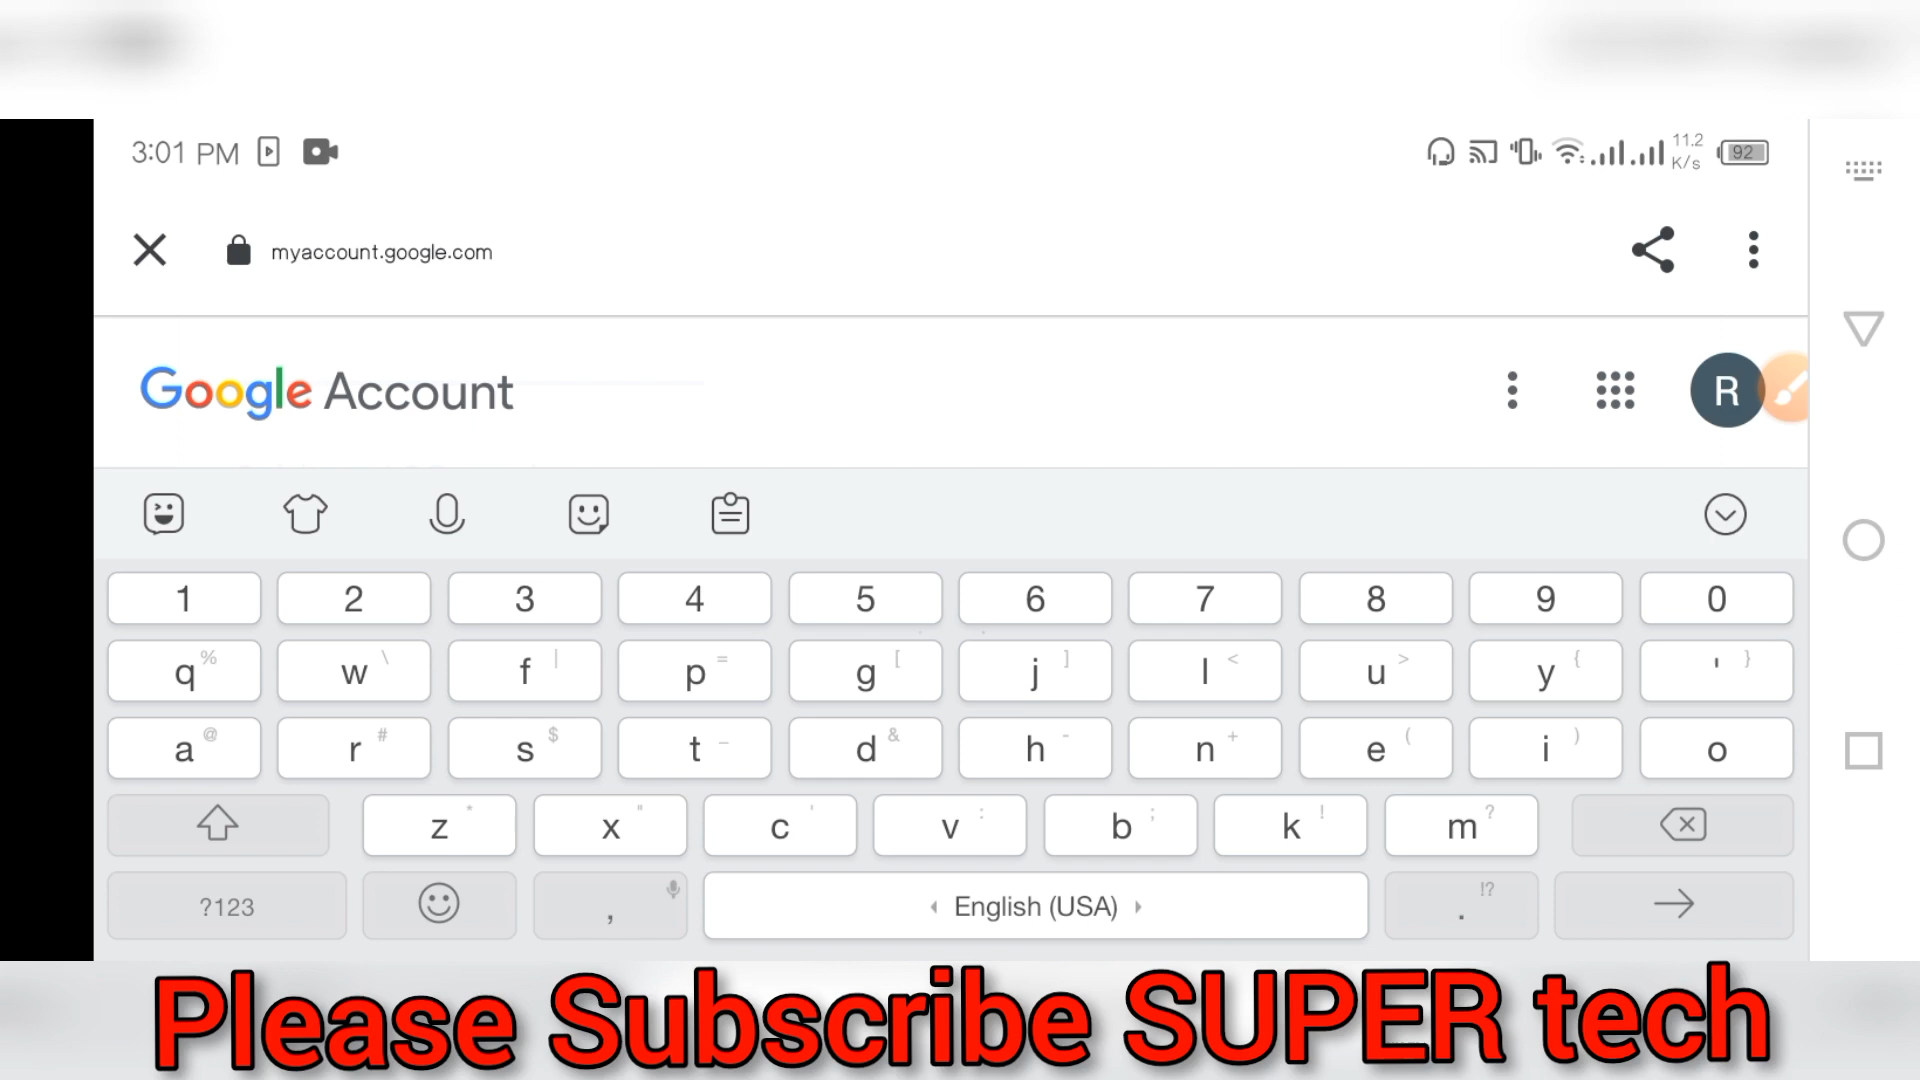 3:01 PM 11.2 K/s 92
myaccount.google.com
Google Account R
1 2 3 4 5 6 7 8 9 0
q % w \ f | p = g [ j ] l < u > y { ' }
a @ r # s $ t _ d & h - n + e ( i ) o
z * x " c ' v : b ; k ! m ?
?123 , English (USA) . !?
Please Subscribe SUPER tech